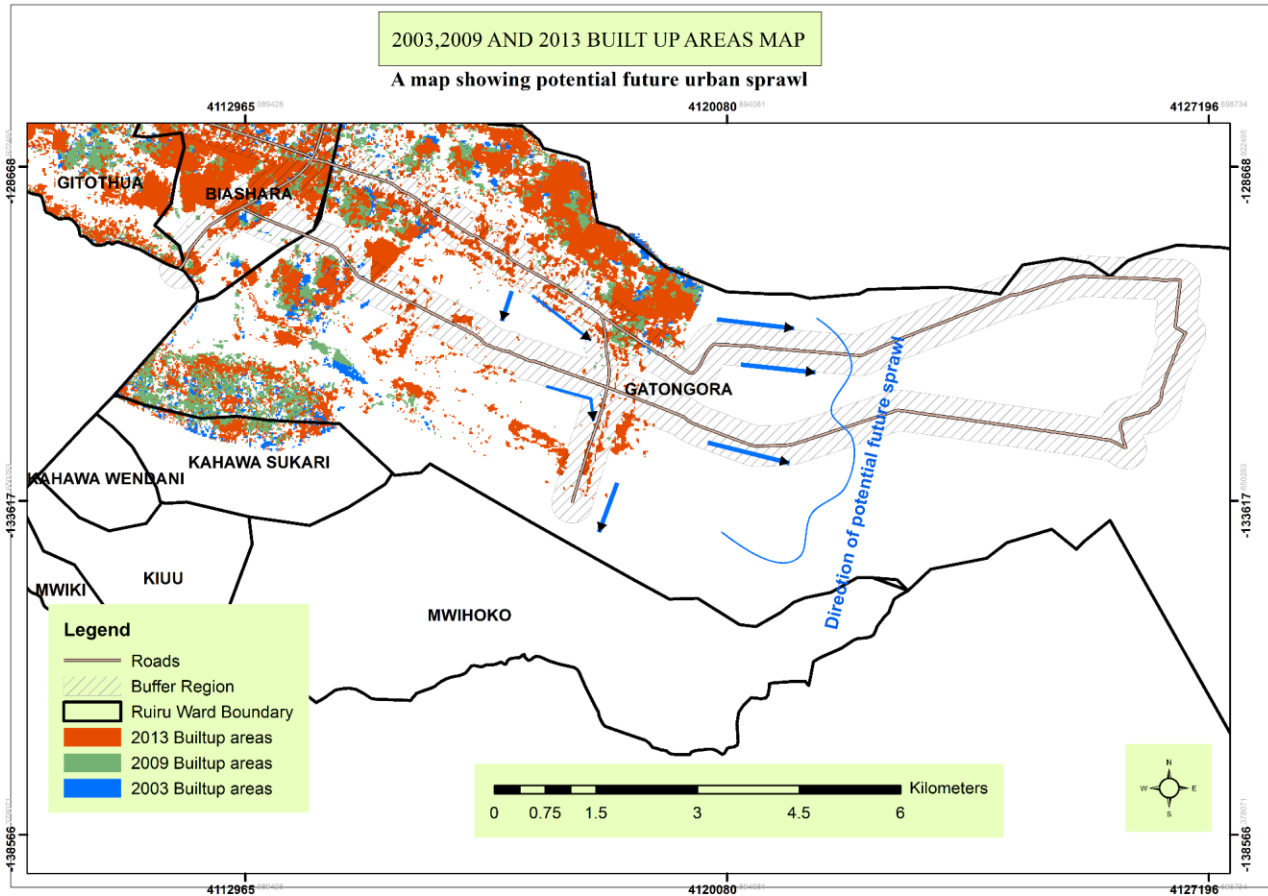 2003,2009 AND 2013 BUILT UP AREAS MAP
A map showing potential future urban sprawl
4112965
4120080
4127196
-128668
-128668
GITOTHUA
BIASHARA
GATONGORA
KAHAWA SUKARI
KAHAWA WENDANI
-133617
-133617
Direction of potential future sprawl
KIUU
MWIKI
MWIHOKO
Legend
Roads
Buffer Region
Ruiru Ward Boundary
2013 Builtup areas
2009 Builtup areas
2003 Builtup areas
Kilometers
0 0.75 1.5 3 4.5 6
N
W E
S
-138566
-138566
4112965
4120080
4127196